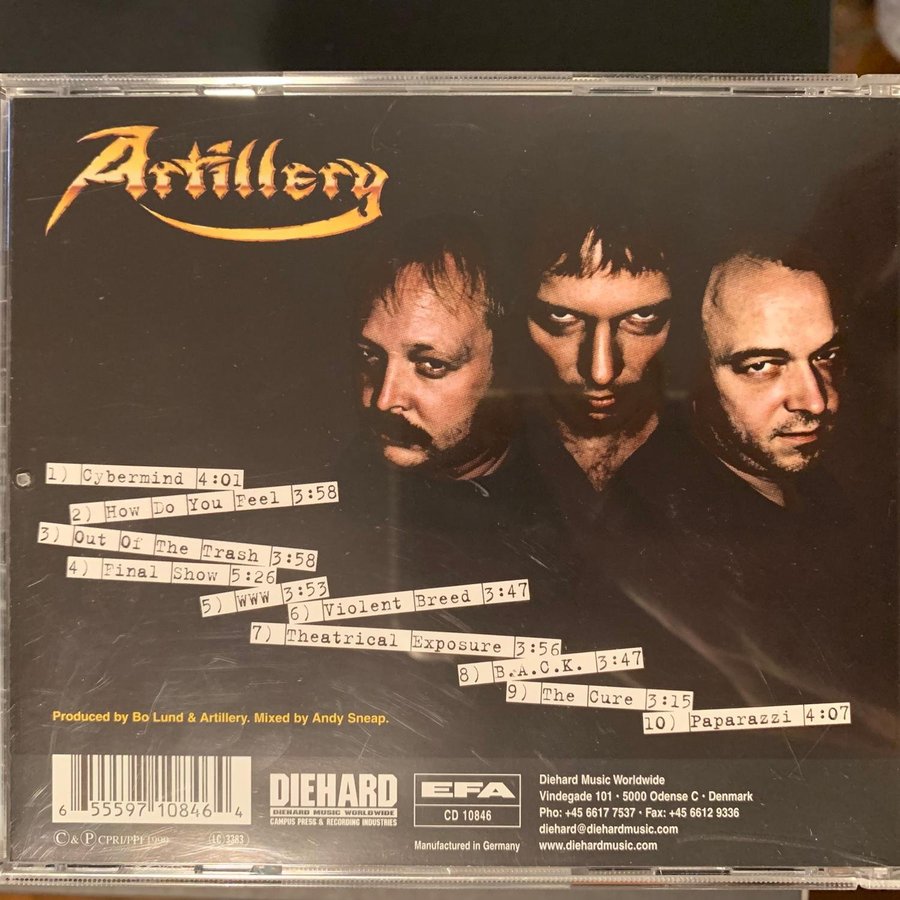 Artillery
1) Cybermind 4:01
2) How Do You Feel 3:58
3) Out Of The Trash 3:58
4) Final Show 5:26
5) WWW 3:53
6) Violent Breed 3:47
7) Theatrical Exposure 3:56
8) B.A.C.K. 3:47
9) The Cure 3:15
10) Paparazzi 4:07
Produced by Bo Lund & Artillery. Mixed by Andy Sneap.
6 55597 10846 4
© & ℗ CPRI/PPI 1999
LC 3383
DIEHARD
DIEHARD MUSIC WORLDWIDE
CAMPUS PRESS & RECORDING INDUSTRIES
EFA
CD 10846
Manufactured in Germany
Diehard Music Worldwide
Vindegade 101 • 5000 Odense C • Denmark
Pho: +45 6617 7537 • Fax: +45 6612 9336
diehard@diehardmusic.com
www.diehardmusic.com